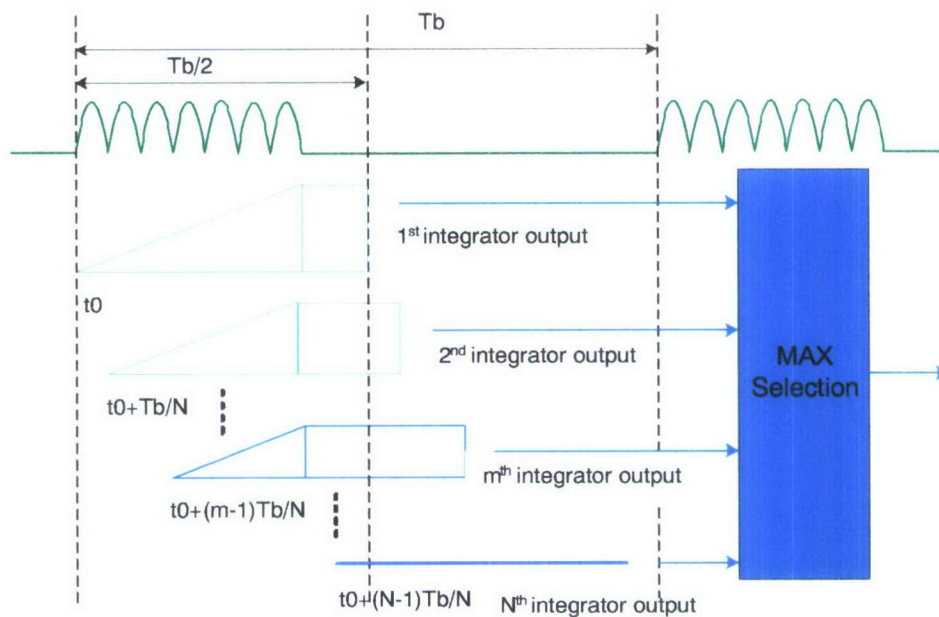 Tb
Tb/2
1st integrator output
t0
2nd integrator output
MAX
Selection
t0+Tb/N
mth integrator output
t0+(m-1)Tb/N
t0+(N-1)Tb/N
Nth integrator output